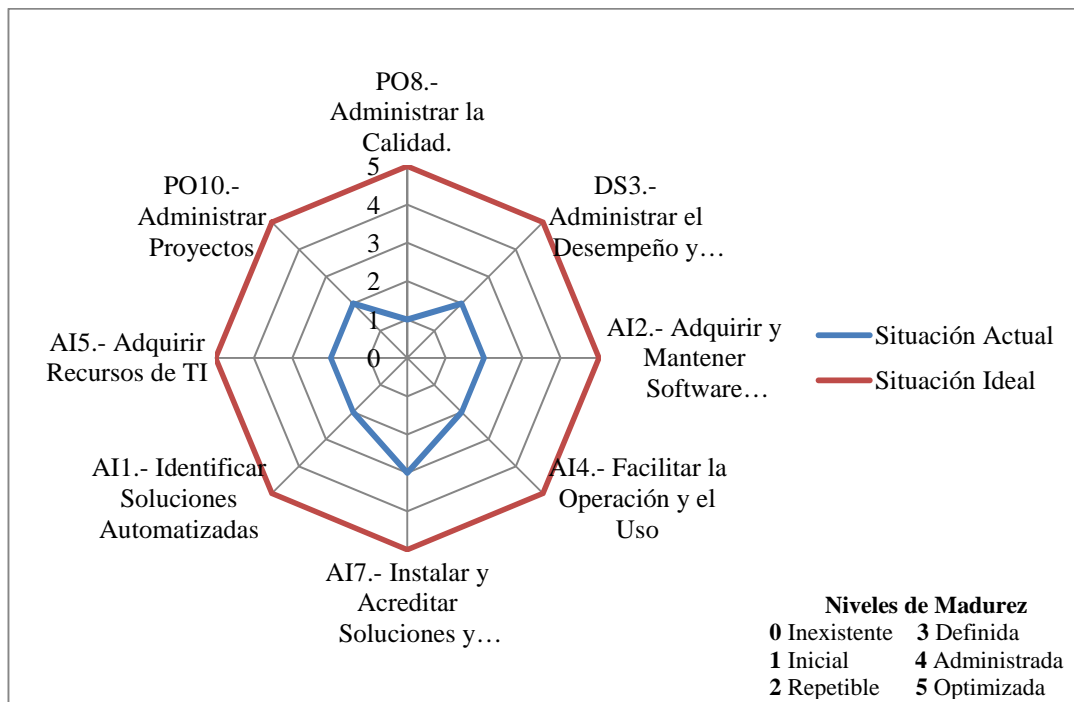 PO8.-
Administrar la
Calidad.
DS3.-
Administrar el
Desempeño y…
AI2.- Adquirir y
Mantener
Software…
AI4.- Facilitar la
Operación y el
Uso
AI7.- Instalar y
Acreditar
Soluciones y…
AI1.- Identificar
Soluciones
Automatizadas
AI5.- Adquirir
Recursos de TI
PO10.-
Administrar
Proyectos
5
4
3
2
1
0
Situación Actual
Situación Ideal
Niveles de Madurez
0 Inexistente 3 Definida
1 Inicial 4 Administrada
2 Repetible 5 Optimizada